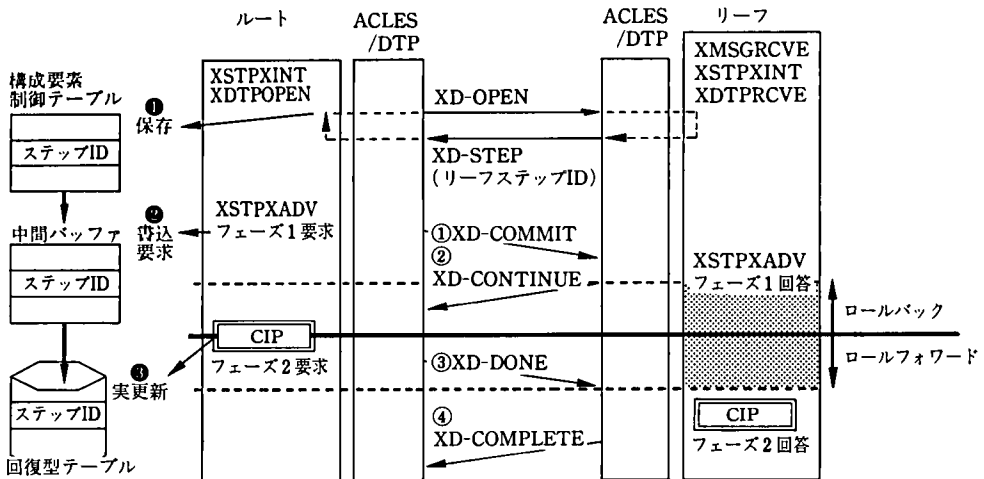 ルート
ACLES
/DTP
ACLES
/DTP
リーフ
構成要素
制御テーブル
ステップID
❶
保存
XSTPXINT
XDTPOPEN
XD-OPEN
XMSGRCVE
XSTPXINT
XDTPRCVE
XD-STEP
(リーフステップID)
中間バッファ
ステップID
❷
書込
要求
XSTPXADV
フェーズ1要求
①XD-COMMIT
②
XD-CONTINUE
XSTPXADV
フェーズ1回答
ロールバック
ロールフォワード
CIP
フェーズ2要求
❸
実更新
③XD-DONE
ステップID
回復型テーブル
④
XD-COMPLETE
CIP
フェーズ2回答